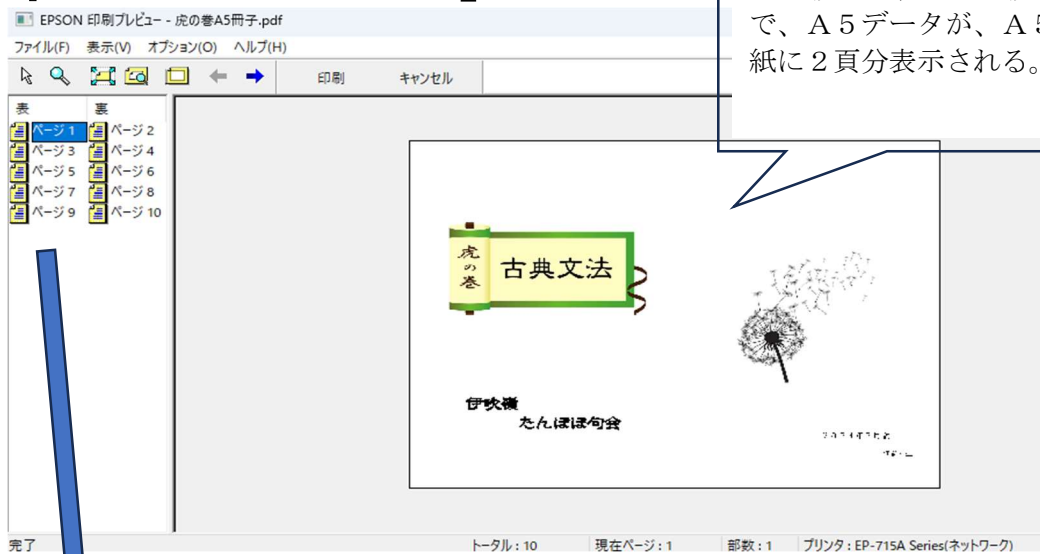 EPSON 印刷プレビュー - 虎の巻A5冊子.pdf
ファイル(F) 表示(V) オプション(O) ヘルプ(H)
印刷 キャンセル
で、A5データが、A5
紙に2頁分表示される。
表 裏
ページ 1 ページ 2
ページ 3 ページ 4
ページ 5 ページ 6
ページ 7 ページ 8
ページ 9 ページ 10
虎の巻
古典文法
伊吹嶺
たんぽぽ句会
完了 トータル : 10 現在ページ : 1 部数 : 1 プリンタ : EP-715A Series(ネットワーク)